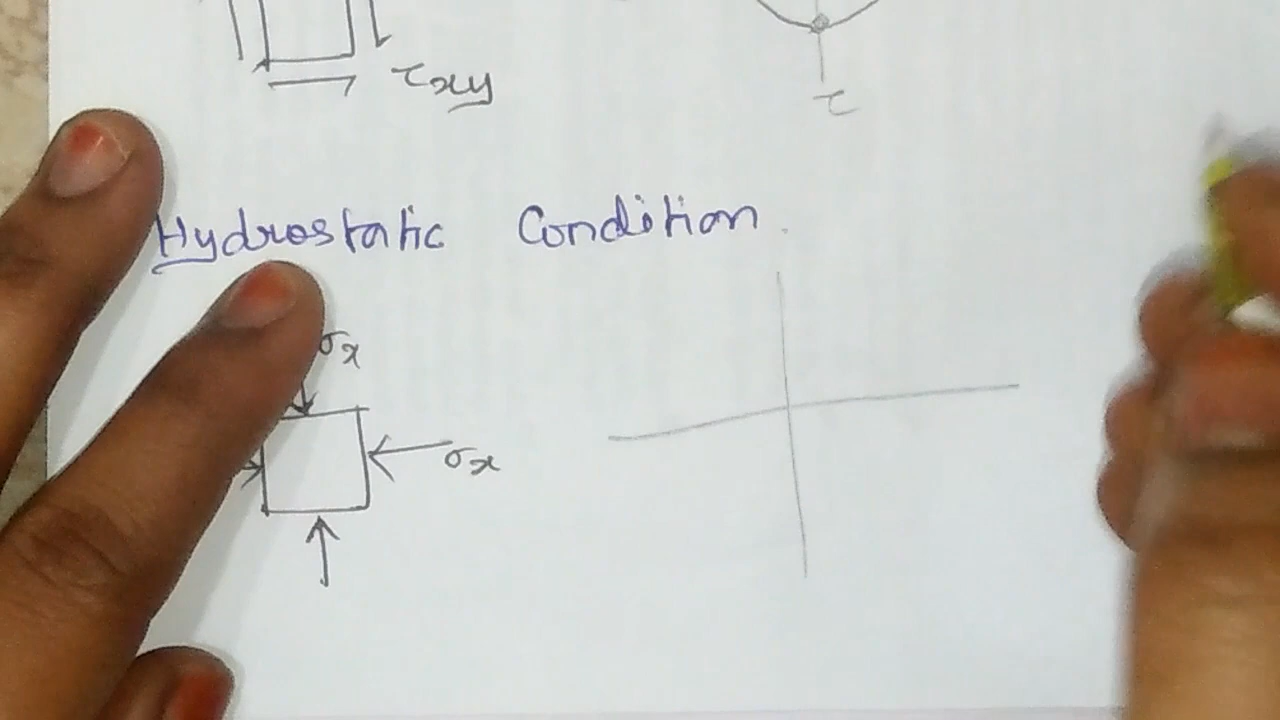 τxy
τ
Hydrostatic Condition.
σx
σx